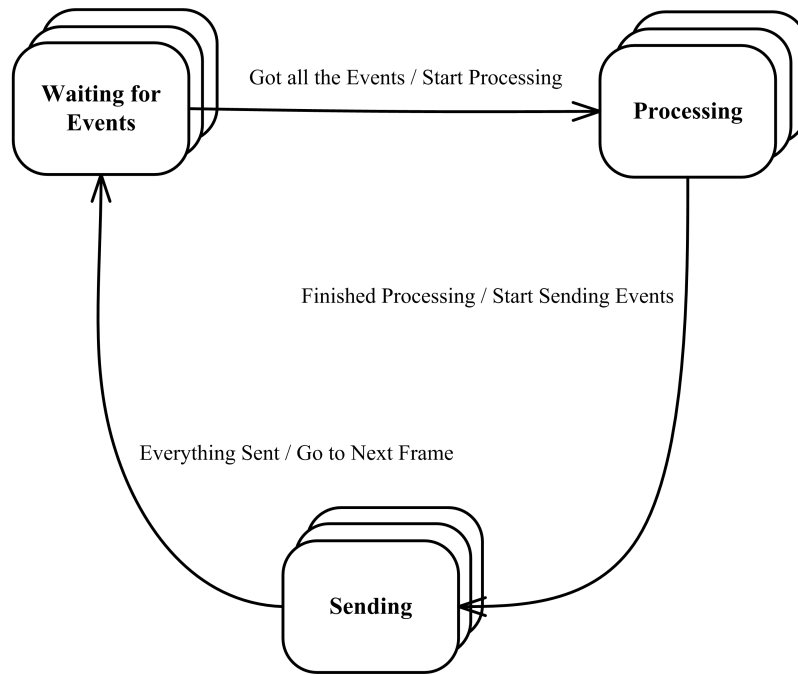 Got all the Events / Start Processing
Waiting for
Events
Processing
Finished Processing / Start Sending Events
Everything Sent / Go to Next Frame
Sending